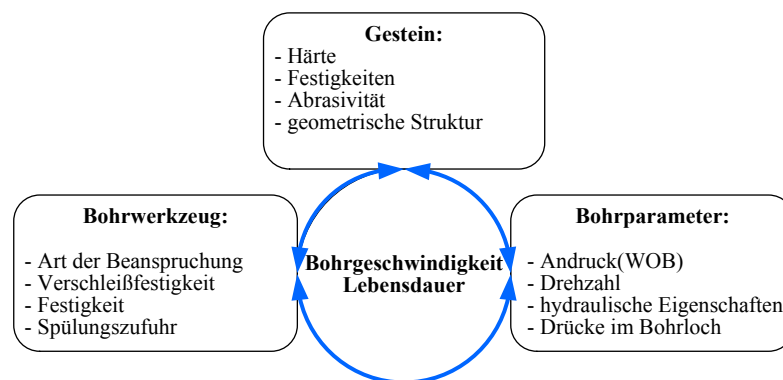 Gestein:
- Härte
- Festigkeiten
- Abrasivität
- geometrische Struktur
Bohrwerkzeug:
- Art der Beanspruchung
- Verschleißfestigkeit
- Festigkeit
- Spülungszufuhr
Bohrgeschwindigkeit
Lebensdauer
Bohrparameter:
- Andruck(WOB)
- Drehzahl
- hydraulische Eigenschaften
- Drücke im Bohrloch